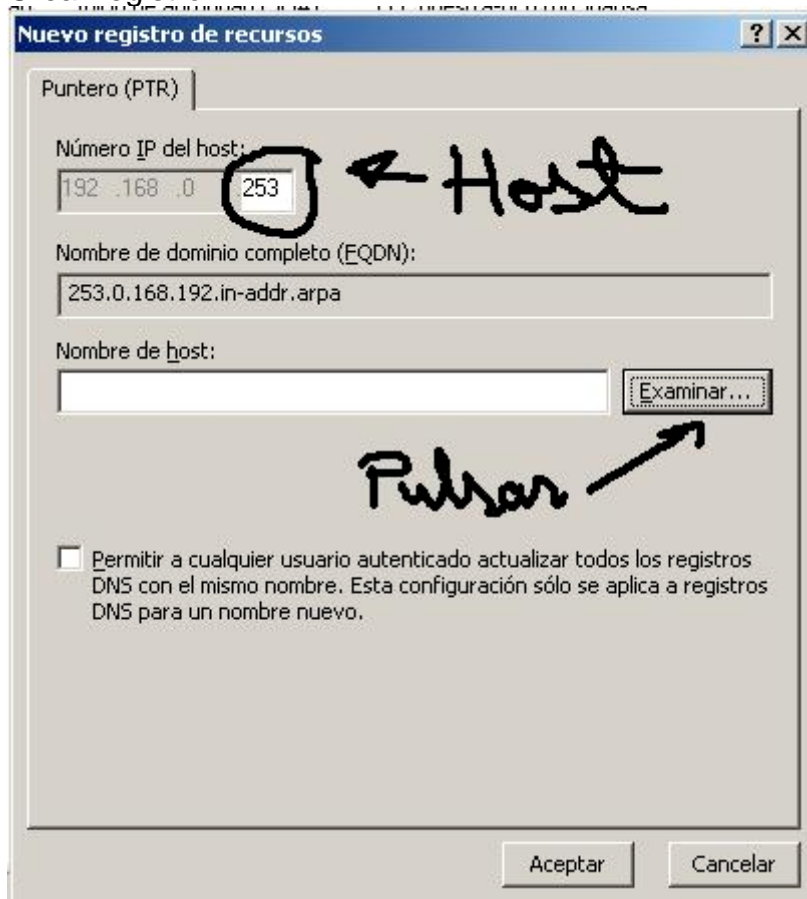 Nuevo registro de recursos
Puntero (PTR)
Número IP del host:
192 .168 .0 253
Host
Nombre de dominio completo (FQDN):
253.0.168.192.in-addr.arpa
Nombre de host:
Examinar...
Pulsar
Permitir a cualquier usuario autenticado actualizar todos los registros
DNS con el mismo nombre. Esta configuración sólo se aplica a registros
DNS para un nombre nuevo.
Aceptar Cancelar